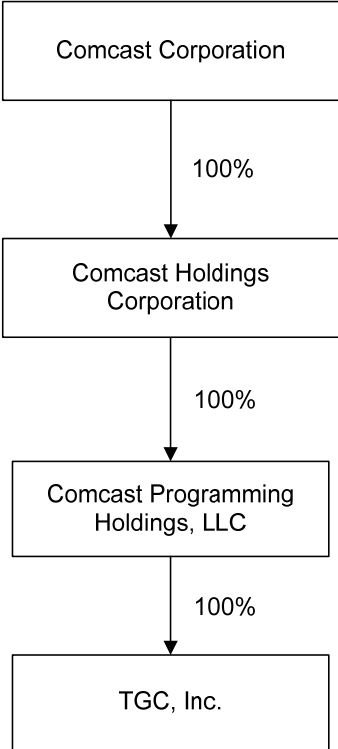 Comcast Corporation
100%
Comcast Holdings
Corporation
100%
Comcast Programming
Holdings, LLC
100%
TGC, Inc.